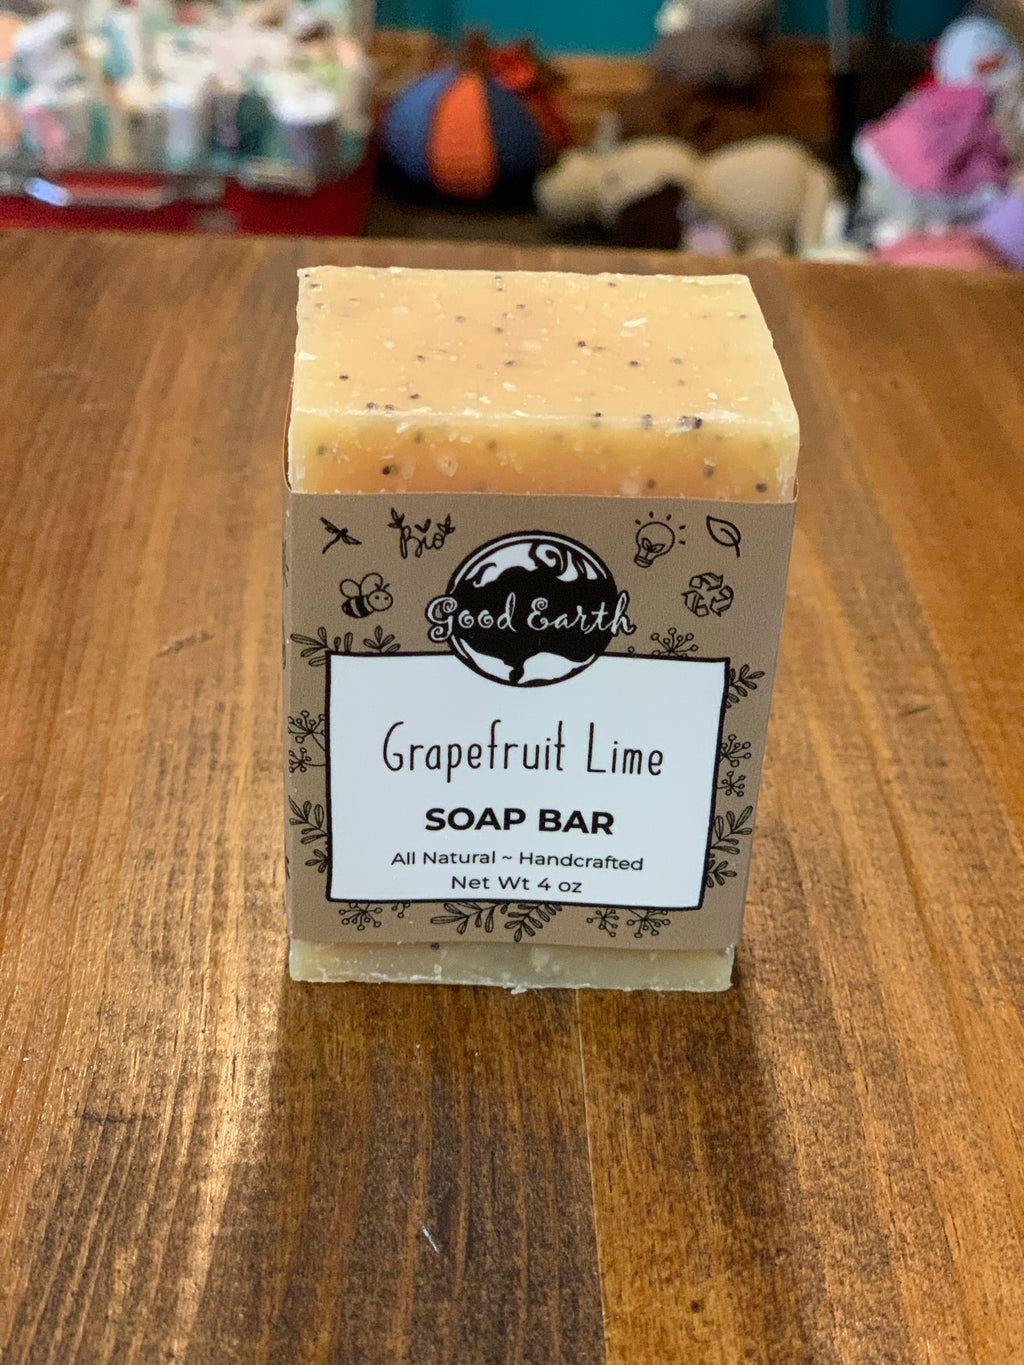 Bio
Good Earth
Grapefruit Lime
SOAP BAR
All Natural ~ Handcrafted
Net Wt 4 oz